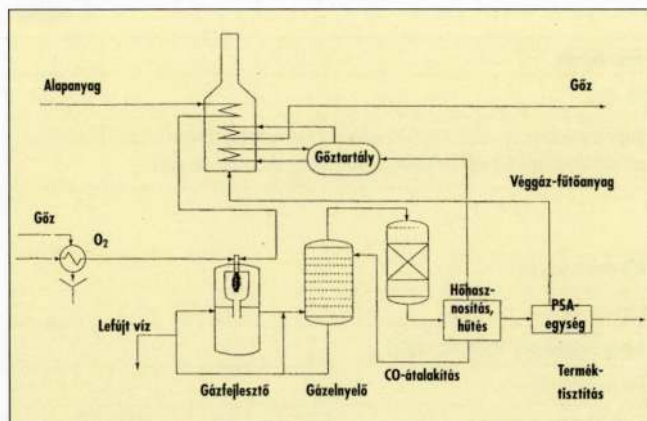 Alapanyag
Gőz
Gőztartály
Véggáz-fűtőanyag
Gőz
O2
Hőhasz-
nosítás,
hűtés
PSA-
egység
Lefújt víz
Gázfejlesztő
Gázelnyelő
CO-átalakítás
Termék-
tisztítás